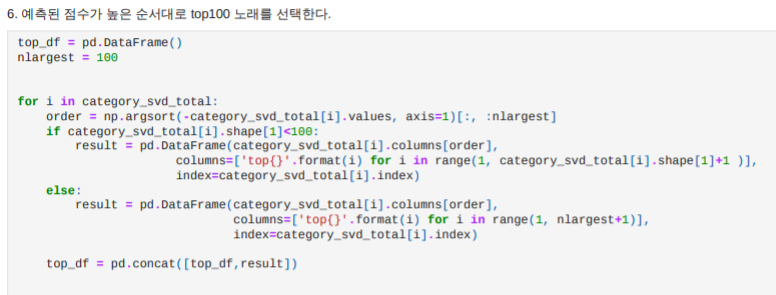 6. 예측된 점수가 높은 순서대로 top100 노래를 선택한다.
top_df = pd.DataFrame()
nlargest = 100
for i in category_svd_total:
    order = np.argsort(-category_svd_total[i].values, axis=1)[:, :nlargest]
    if category_svd_total[i].shape[1]<100:
        result = pd.DataFrame(category_svd_total[i].columns[order],
                      columns=['top{}'.format(i) for i in range(1, category_svd_total[i].shape[1]+1 )],
                      index=category_svd_total[i].index)
    else:
        result = pd.DataFrame(category_svd_total[i].columns[order],
                              columns=['top{}'.format(i) for i in range(1, nlargest+1)],
                              index=category_svd_total[i].index)
    top_df = pd.concat([top_df,result])